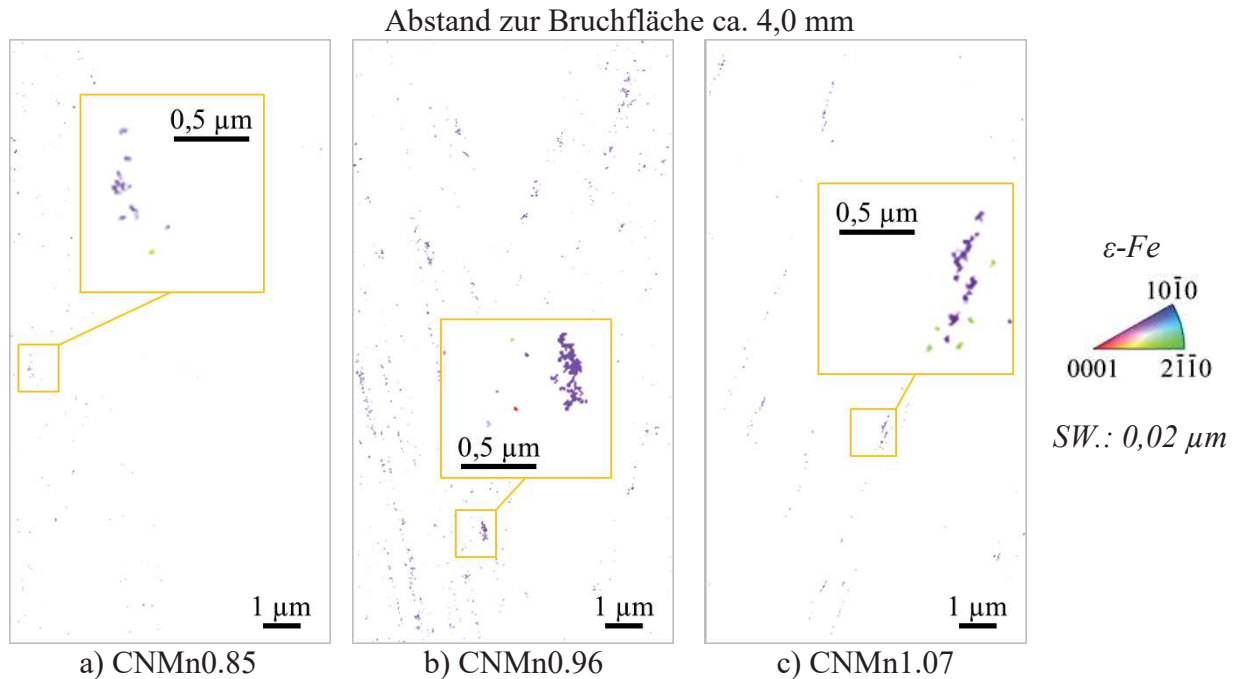 Abstand zur Bruchfläche ca. 4,0 mm
0,5 µm
1 µm
a) CNMn0.85
0,5 µm
1 µm
b) CNMn0.96
0,5 µm
1 µm
c) CNMn1.07
ε-Fe
101̄0
0001
21̄1̄0
SW.: 0,02 µm